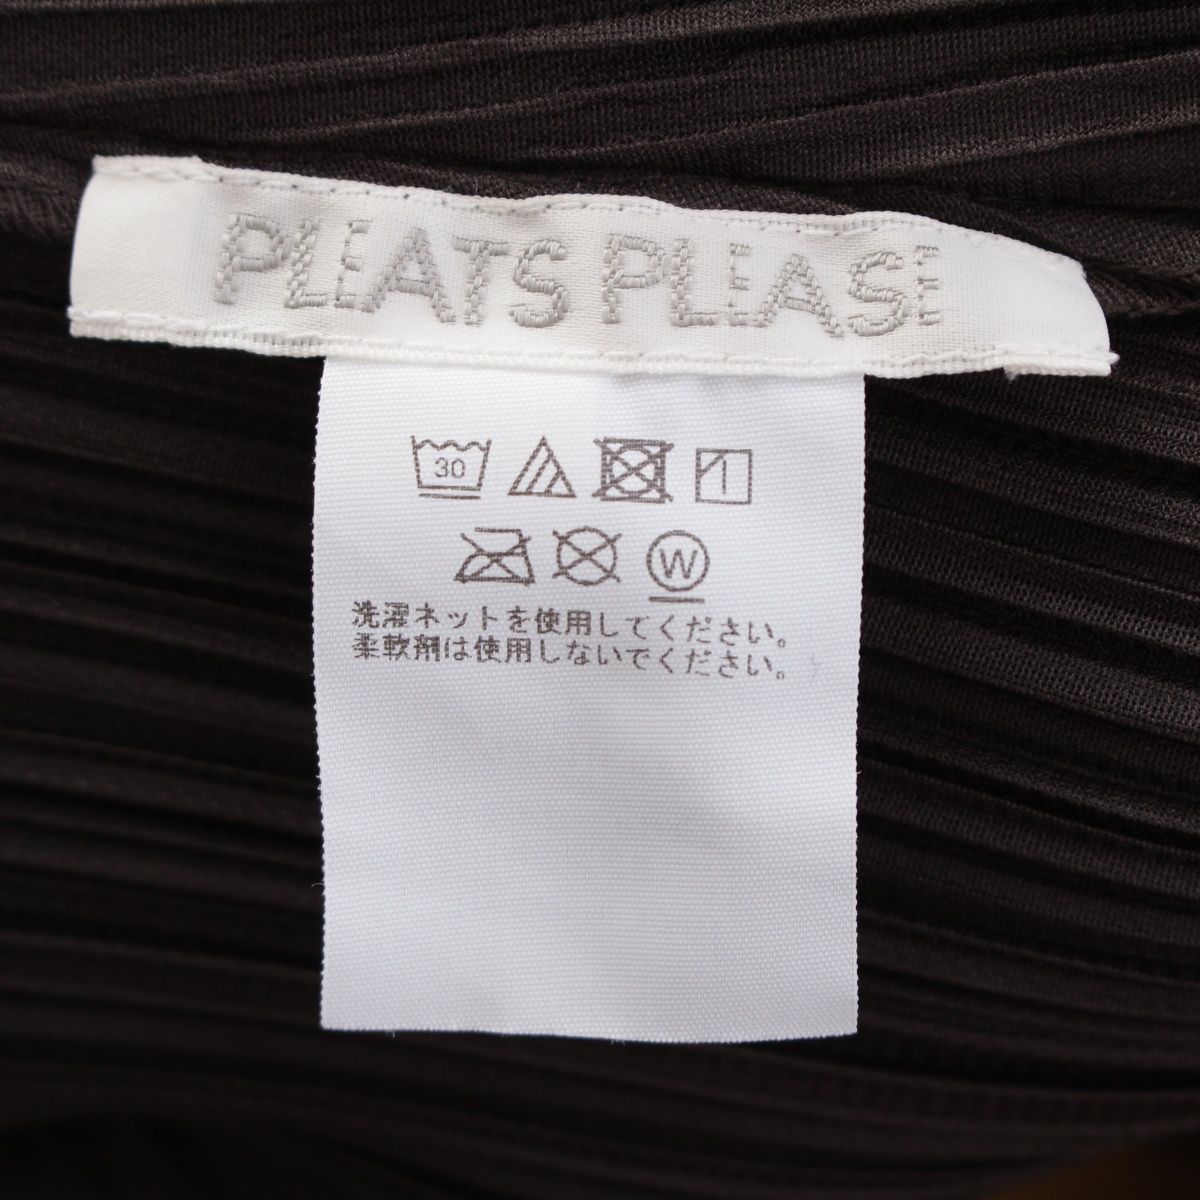 PLEATS PLEASE
30
W
洗濯ネットを使用してください。
柔軟剤は使用しないでください。